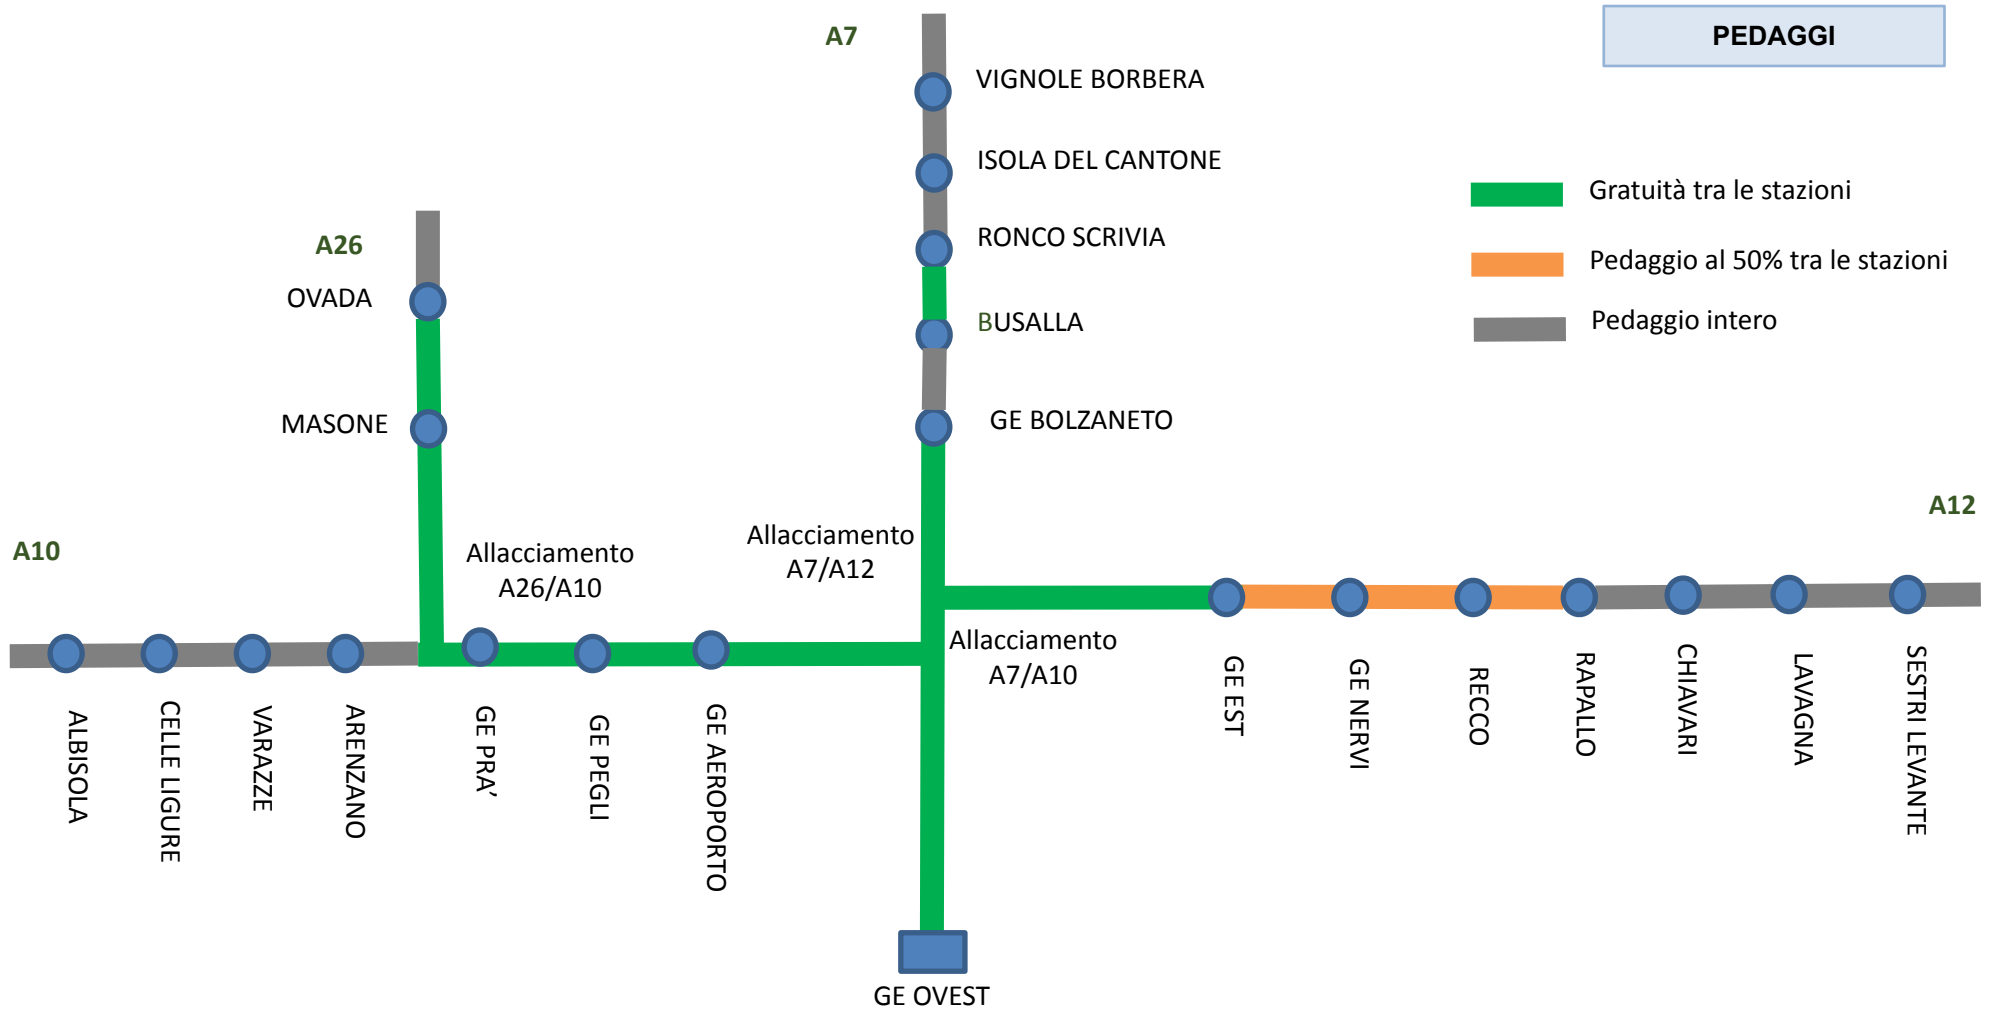 PEDAGGI
A7
VIGNOLE BORBERA
ISOLA DEL CANTONE
Gratuità tra le stazioni
RONCO SCRIVIA
A26
Pedaggio al 50% tra le stazioni
OVADA
BUSALLA
Pedaggio intero
MASONE
GE BOLZANETO
A12
A10
Allacciamento
A26/A10
Allacciamento
A7/A12
Allacciamento
A7/A10
ALBISOLA
CELLE LIGURE
VARAZZE
ARENZANO
GE PRA’
GE PEGLI
GE AEROPORTO
GE EST
GE NERVI
RECCO
RAPALLO
CHIAVARI
LAVAGNA
SESTRI LEVANTE
GE OVEST